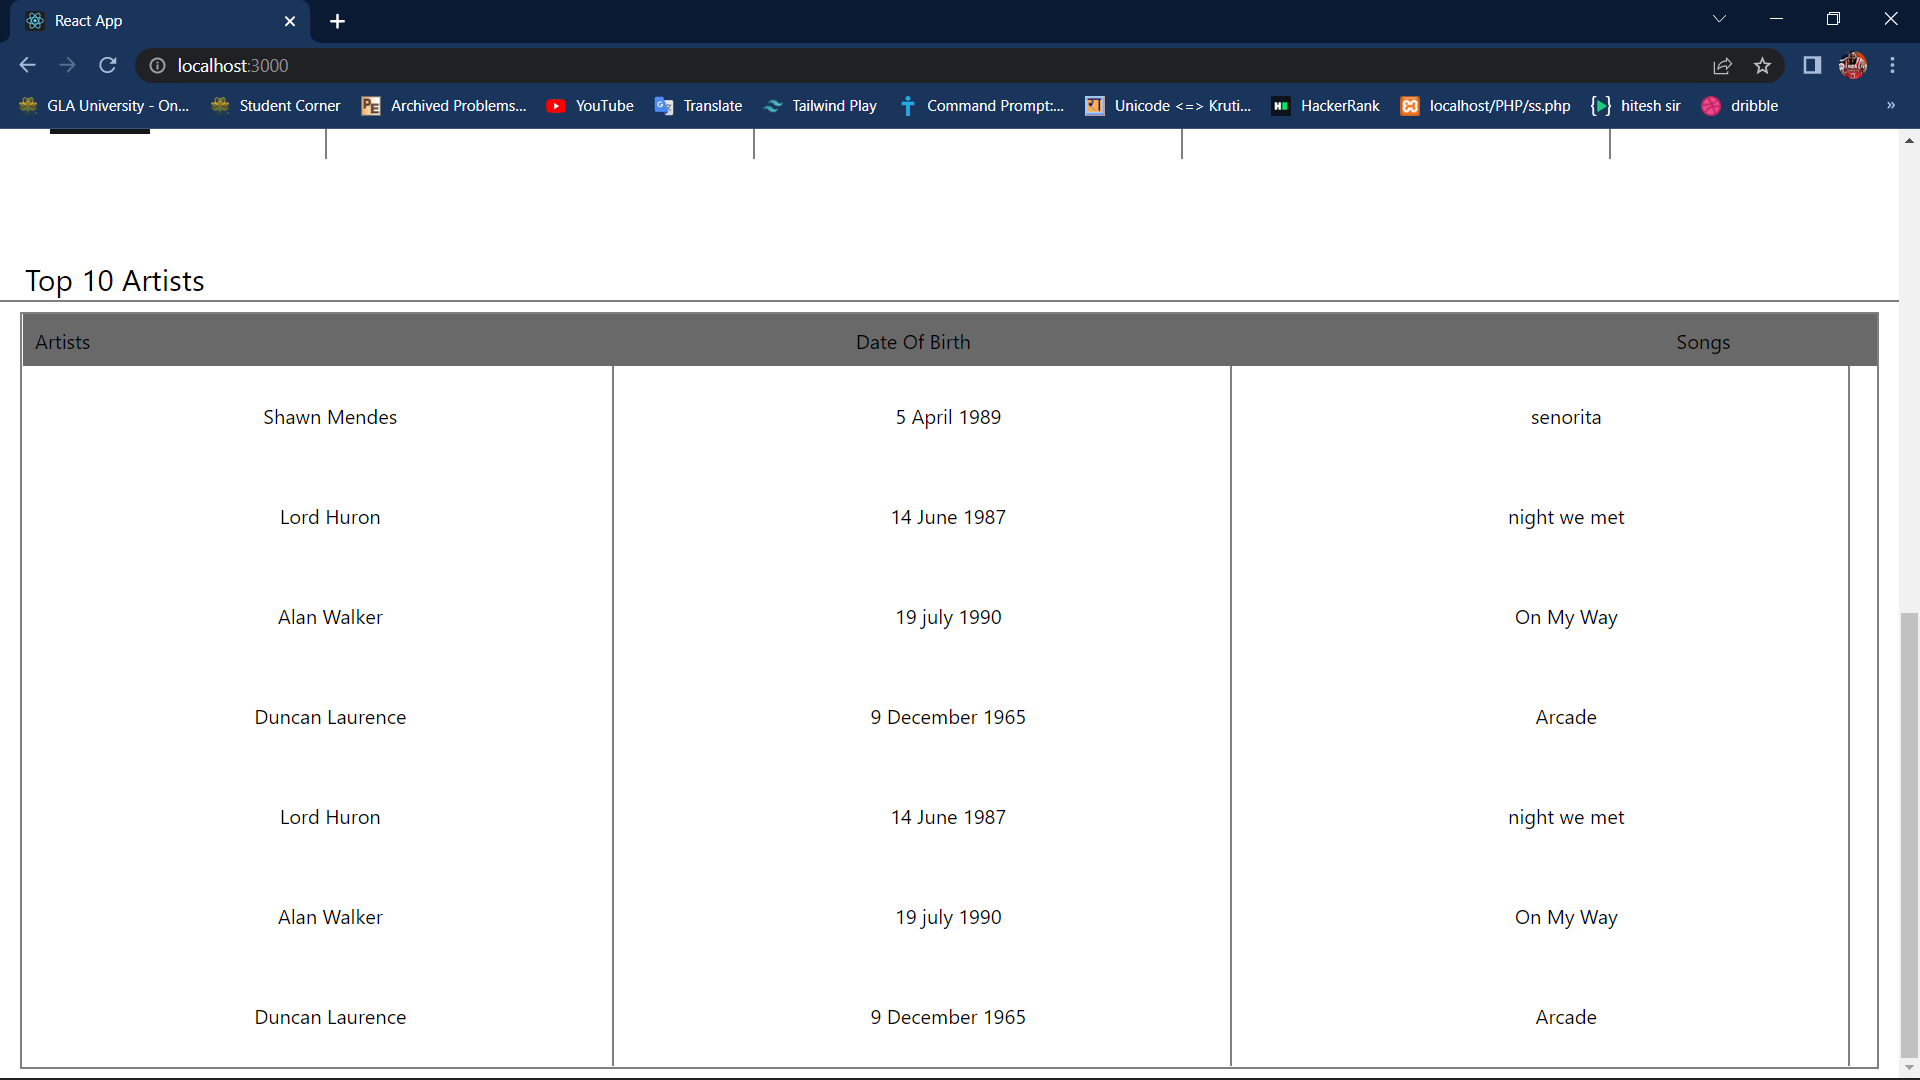 React App
localhost:3000
GLA University - On... Student Corner Archived Problems... YouTube Translate Tailwind Play Command Prompt:... Unicode <=> Kruti... HackerRank localhost/PHP/ss.php hitesh sir dribble »
Top 10 Artists
Artists Date Of Birth Songs
Shawn Mendes 5 April 1989 senorita
Lord Huron 14 June 1987 night we met
Alan Walker 19 july 1990 On My Way
Duncan Laurence 9 December 1965 Arcade
Lord Huron 14 June 1987 night we met
Alan Walker 19 july 1990 On My Way
Duncan Laurence 9 December 1965 Arcade